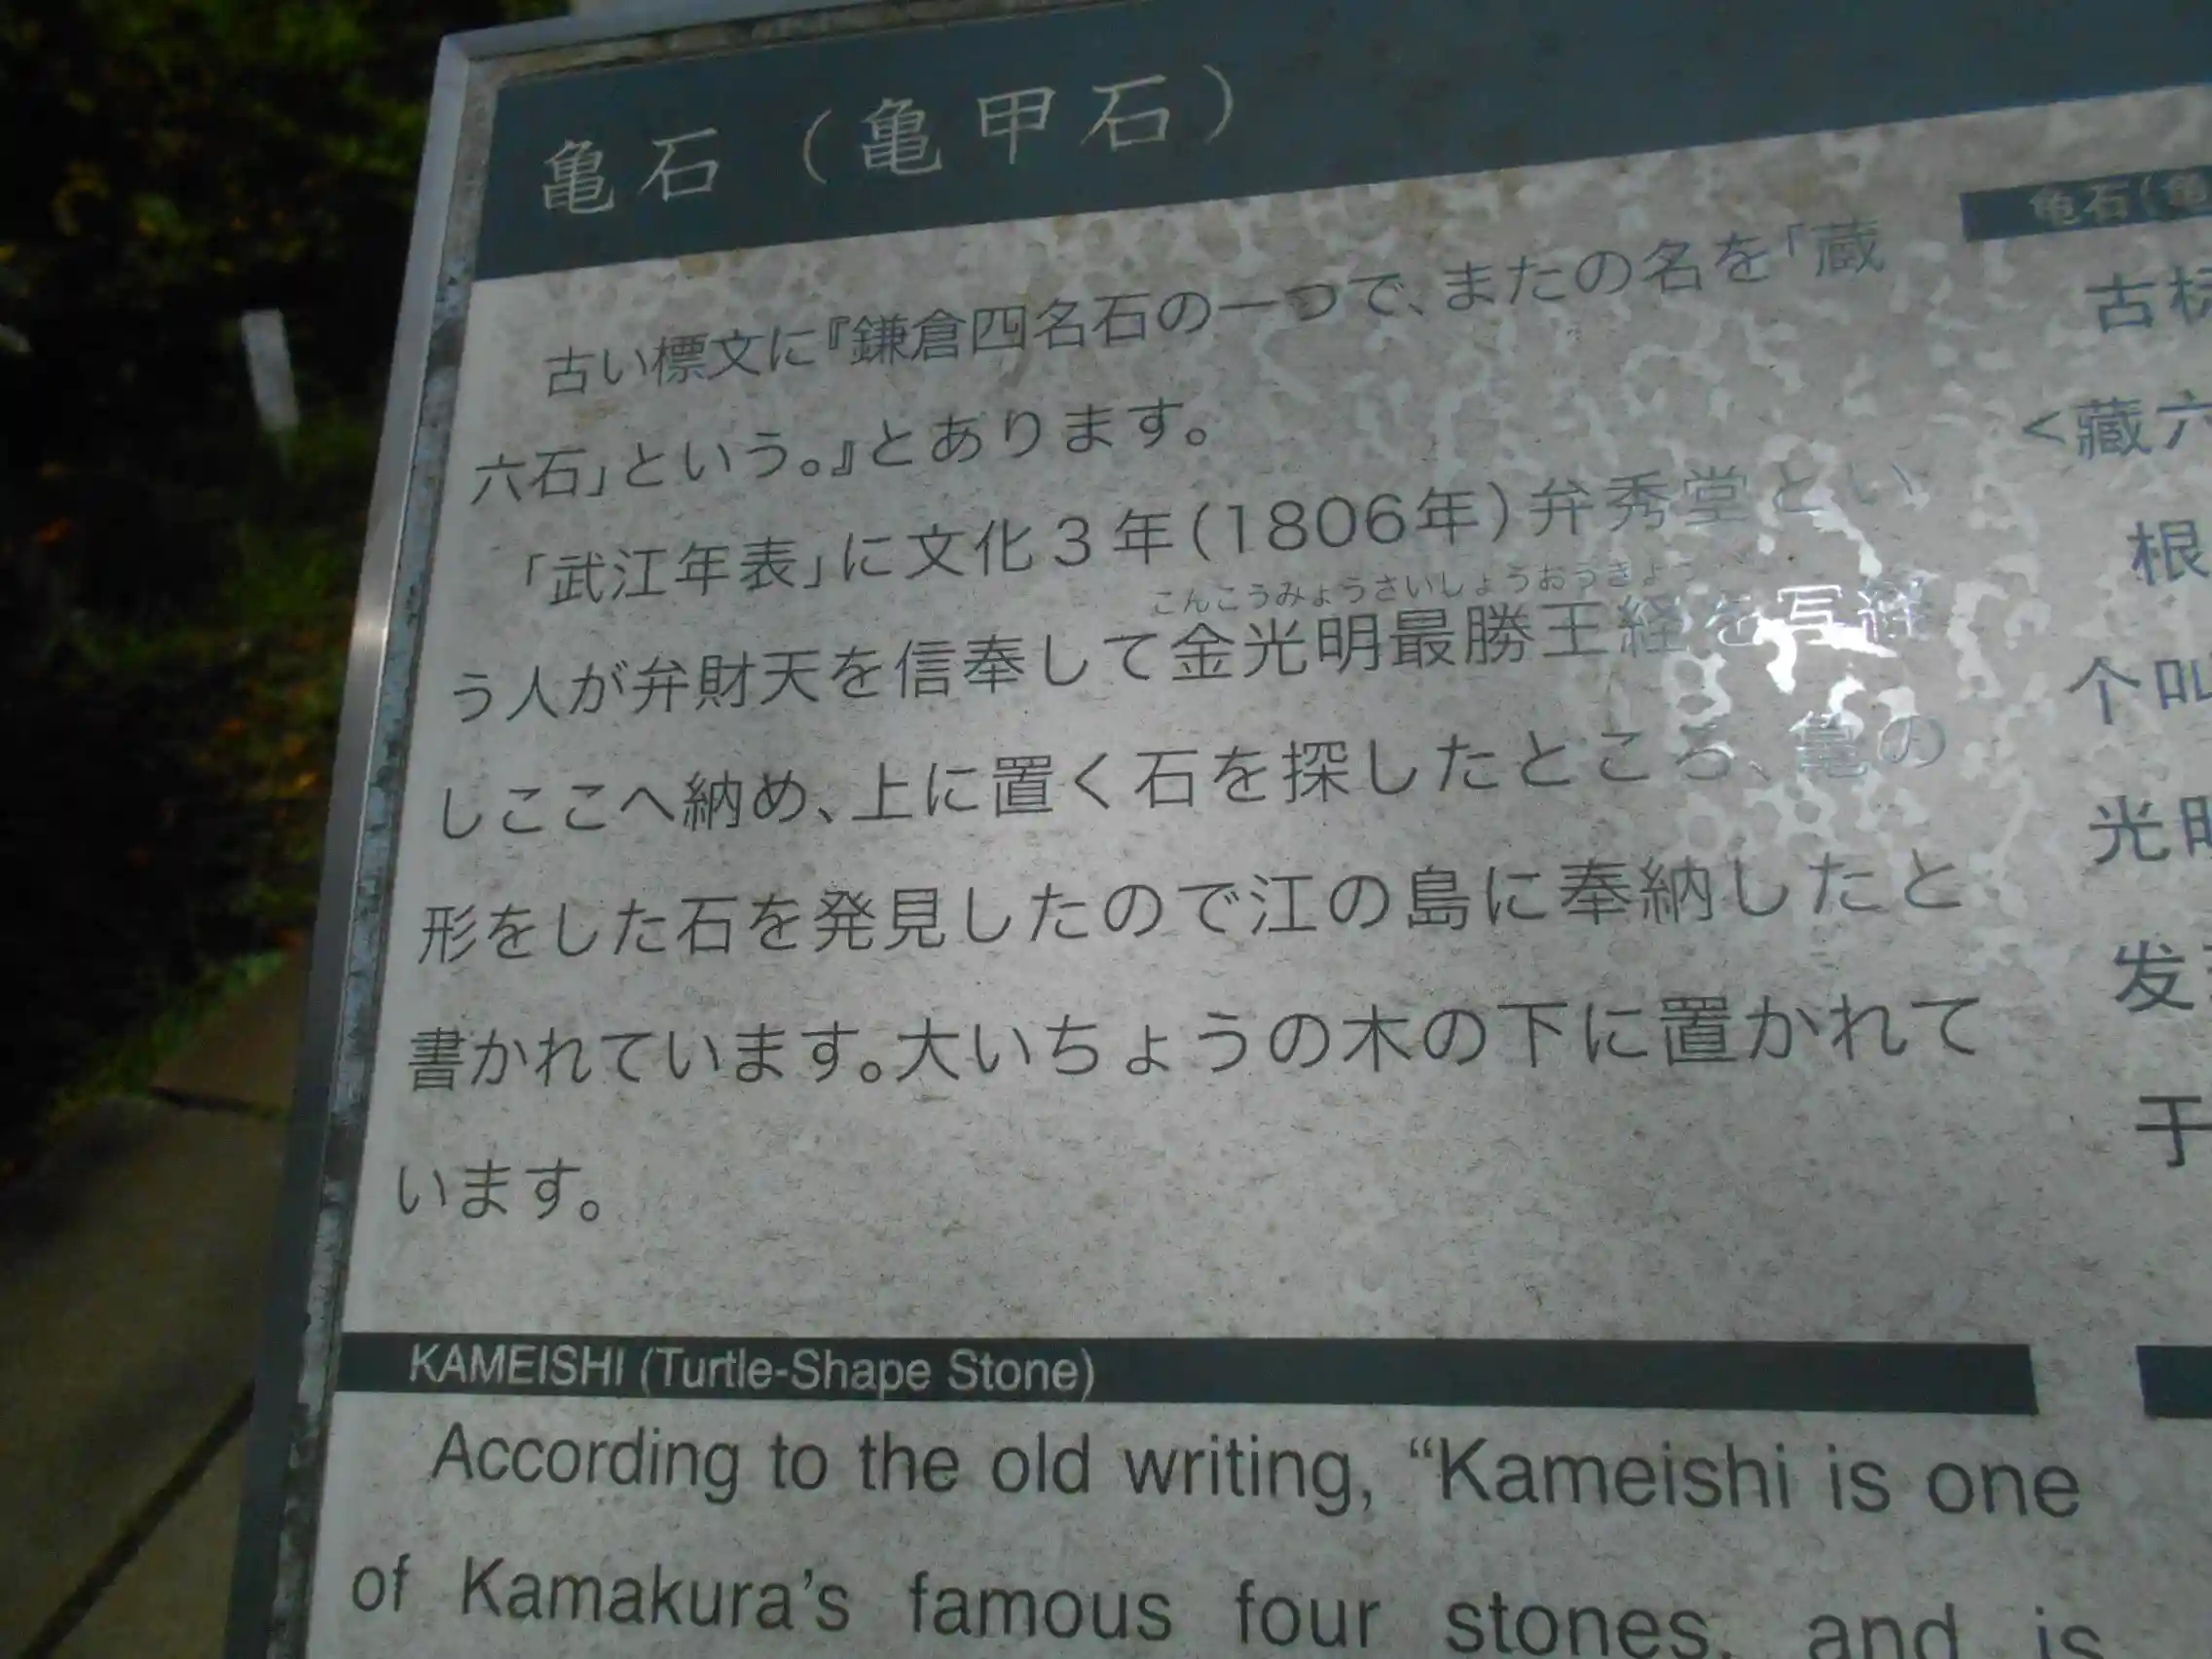 亀石（亀甲石）
古い標文に『鎌倉四名石の一つで、またの名を「蔵
六石」という。』とあります。
「武江年表」に文化3年(1806年)弁秀堂とい
こんこうみょうさいしょうおうきょう
う人が弁財天を信奉して金光明最勝王経を写経
しここへ納め、上に置く石を探したところ、亀の
形をした石を発見したので江の島に奉納したと
書かれています。大いちょうの木の下に置かれて
います。
亀石(亀
古标
<藏六
根
个叫
光明
发
于
KAMEISHI (Turtle-Shape Stone)
According to the old writing, “Kameishi is one
of Kamakura’s famous four stones, and is